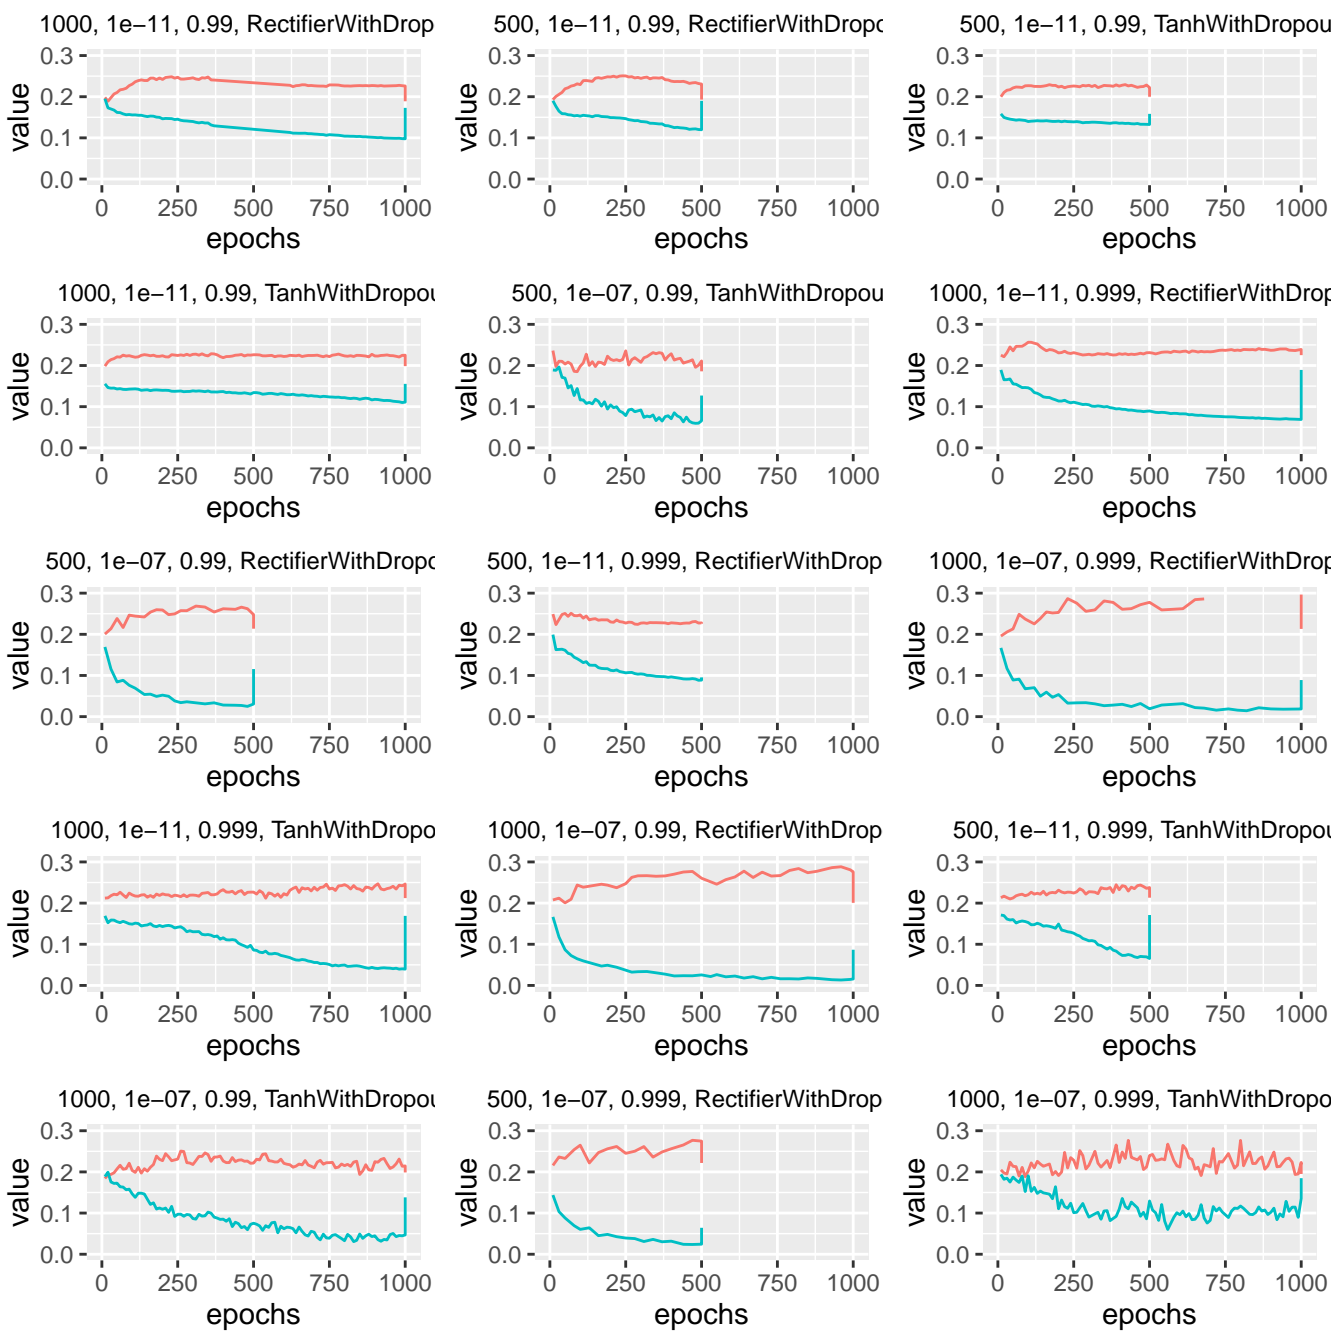 1000, 1e−11, 0.99, RectifierWithDrop
0.3
0.2
0.1
0.0
value
0 250 500 750 1000
epochs
500, 1e−11, 0.99, RectifierWithDropo
0.3
0.2
0.1
0.0
value
0 250 500 750 1000
epochs
500, 1e−11, 0.99, TanhWithDropou
0.3
0.2
0.1
0.0
value
0 250 500 750 1000
epochs
1000, 1e−11, 0.99, TanhWithDropou
0.3
0.2
0.1
0.0
value
0 250 500 750 1000
epochs
500, 1e−07, 0.99, TanhWithDropou
0.3
0.2
0.1
0.0
value
0 250 500 750 1000
epochs
1000, 1e−11, 0.999, RectifierWithDrop
0.3
0.2
0.1
0.0
value
0 250 500 750 1000
epochs
500, 1e−07, 0.99, RectifierWithDropo
0.3
0.2
0.1
0.0
value
0 250 500 750 1000
epochs
500, 1e−11, 0.999, RectifierWithDrop
0.3
0.2
0.1
0.0
value
0 250 500 750 1000
epochs
1000, 1e−07, 0.999, RectifierWithDrop
0.3
0.2
0.1
0.0
value
0 250 500 750 1000
epochs
1000, 1e−11, 0.999, TanhWithDropo
0.3
0.2
0.1
0.0
value
0 250 500 750 1000
epochs
1000, 1e−07, 0.99, RectifierWithDrop
0.3
0.2
0.1
0.0
value
0 250 500 750 1000
epochs
500, 1e−11, 0.999, TanhWithDropou
0.3
0.2
0.1
0.0
value
0 250 500 750 1000
epochs
1000, 1e−07, 0.99, TanhWithDropou
0.3
0.2
0.1
0.0
value
0 250 500 750 1000
epochs
500, 1e−07, 0.999, RectifierWithDrop
0.3
0.2
0.1
0.0
value
0 250 500 750 1000
epochs
1000, 1e−07, 0.999, TanhWithDropo
0.3
0.2
0.1
0.0
value
0 250 500 750 1000
epochs